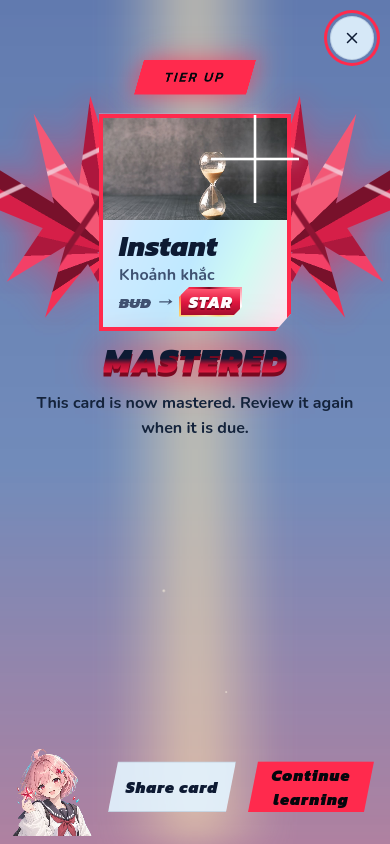 TIER UP
Instant
Khoảnh khắc
BUD → STAR
MASTERED
This card is now mastered. Review it again
when it is due.
Share card
Continue
learning